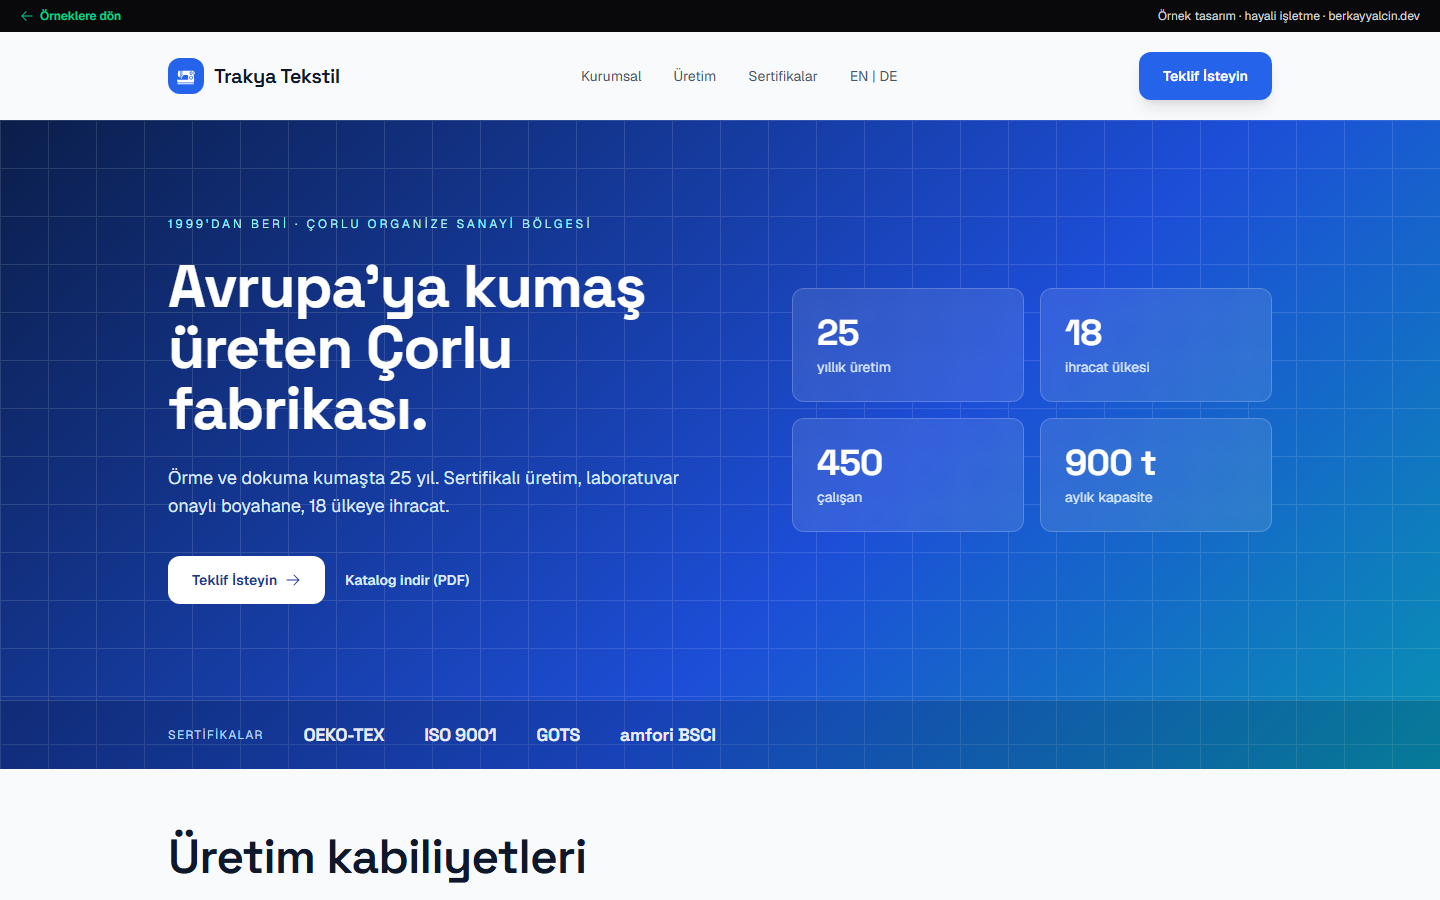 Örneklere dön
Örnek tasarım · hayali işletme · berkayyalcin.dev
Trakya Tekstil
Kurumsal
Üretim
Sertifikalar
EN | DE
Teklif İsteyin
1999'DAN BERİ · ÇORLU ORGANİZE SANAYİ BÖLGESİ
Avrupa’ya kumaş
üreten Çorlu
fabrikası.
Örme ve dokuma kumaşta 25 yıl. Sertifikalı üretim, laboratuvar
onaylı boyahane, 18 ülkeye ihracat.
Teklif İsteyin →
Katalog indir (PDF)
25
yıllık üretim
18
ihracat ülkesi
450
çalışan
900 t
aylık kapasite
SERTİFİKALAR
OEKO-TEX
ISO 9001
GOTS
amfori BSCI
Üretim kabiliyetleri